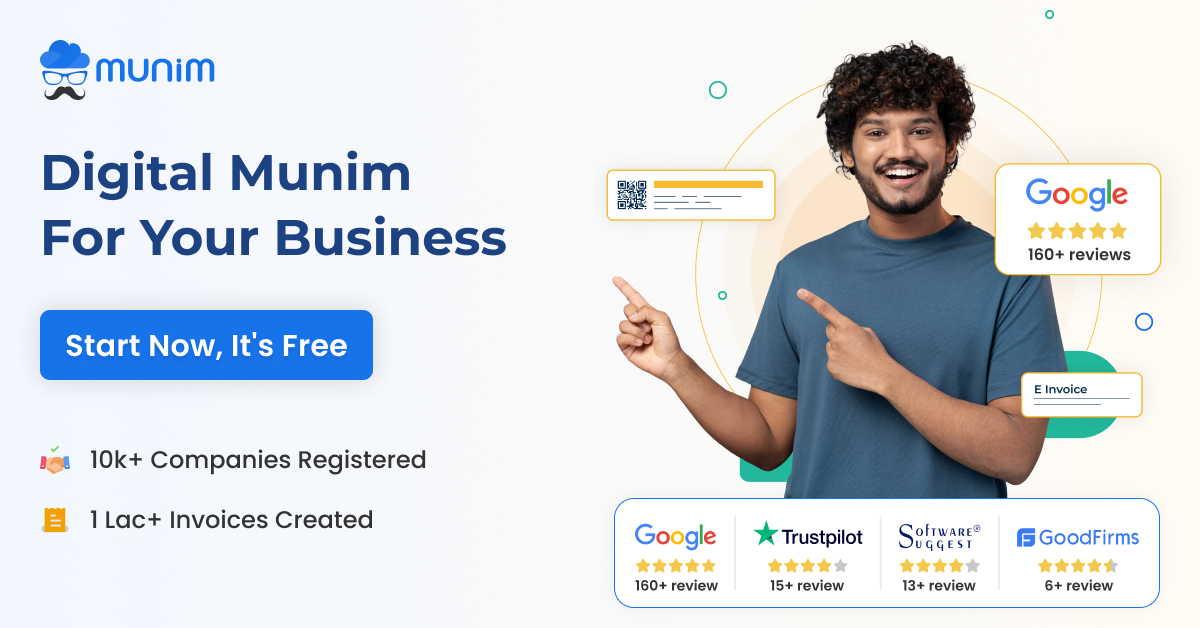 munim
Digital Munim
For Your Business
Start Now, It's Free
10k+ Companies Registered
1 Lac+ Invoices Created
Google
160+ reviews
E Invoice
Google
160+ review
Trustpilot
15+ review
Software®
Suggest
13+ review
GoodFirms
6+ review